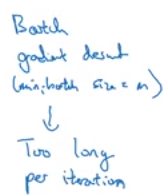 Batch
gradient descent
(mini-batch size = m)
Too long
per iteration